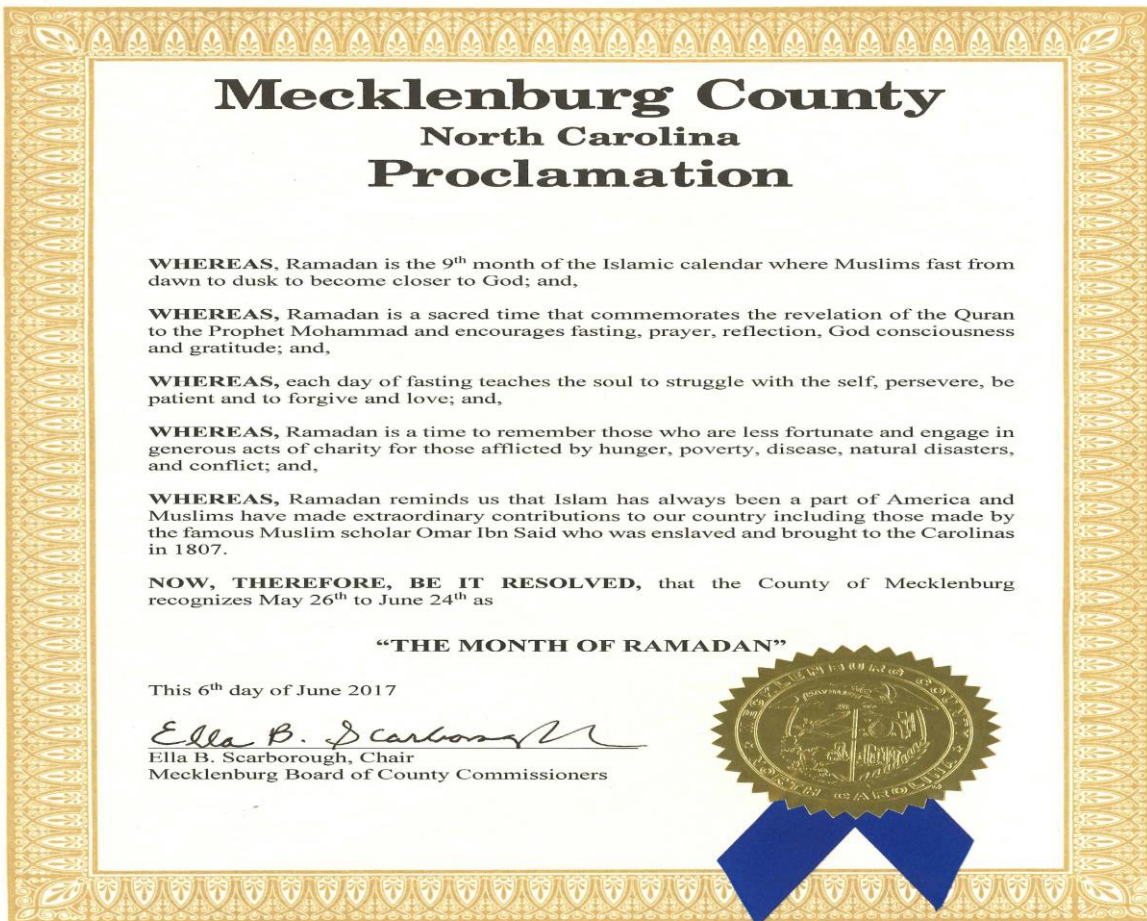 Mecklenburg County
North Carolina
Proclamation
WHEREAS, Ramadan is the 9th month of the Islamic calendar where Muslims fast from
dawn to dusk to become closer to God; and,
WHEREAS, Ramadan is a sacred time that commemorates the revelation of the Quran
to the Prophet Mohammad and encourages fasting, prayer, reflection, God consciousness
and gratitude; and,
WHEREAS, each day of fasting teaches the soul to struggle with the self, persevere, be
patient and to forgive and love; and,
WHEREAS, Ramadan is a time to remember those who are less fortunate and engage in
generous acts of charity for those afflicted by hunger, poverty, disease, natural disasters,
and conflict; and,
WHEREAS, Ramadan reminds us that Islam has always been a part of America and
Muslims have made extraordinary contributions to our country including those made by
the famous Muslim scholar Omar Ibn Said who was enslaved and brought to the Carolinas
in 1807.
NOW, THEREFORE, BE IT RESOLVED, that the County of Mecklenburg
recognizes May 26th to June 24th as
“THE MONTH OF RAMADAN”
This 6th day of June 2017
Ella B. Scarborough
Ella B. Scarborough, Chair
Mecklenburg Board of County Commissioners
MECKLENBURG COUNTY
NORTH CAROLINA